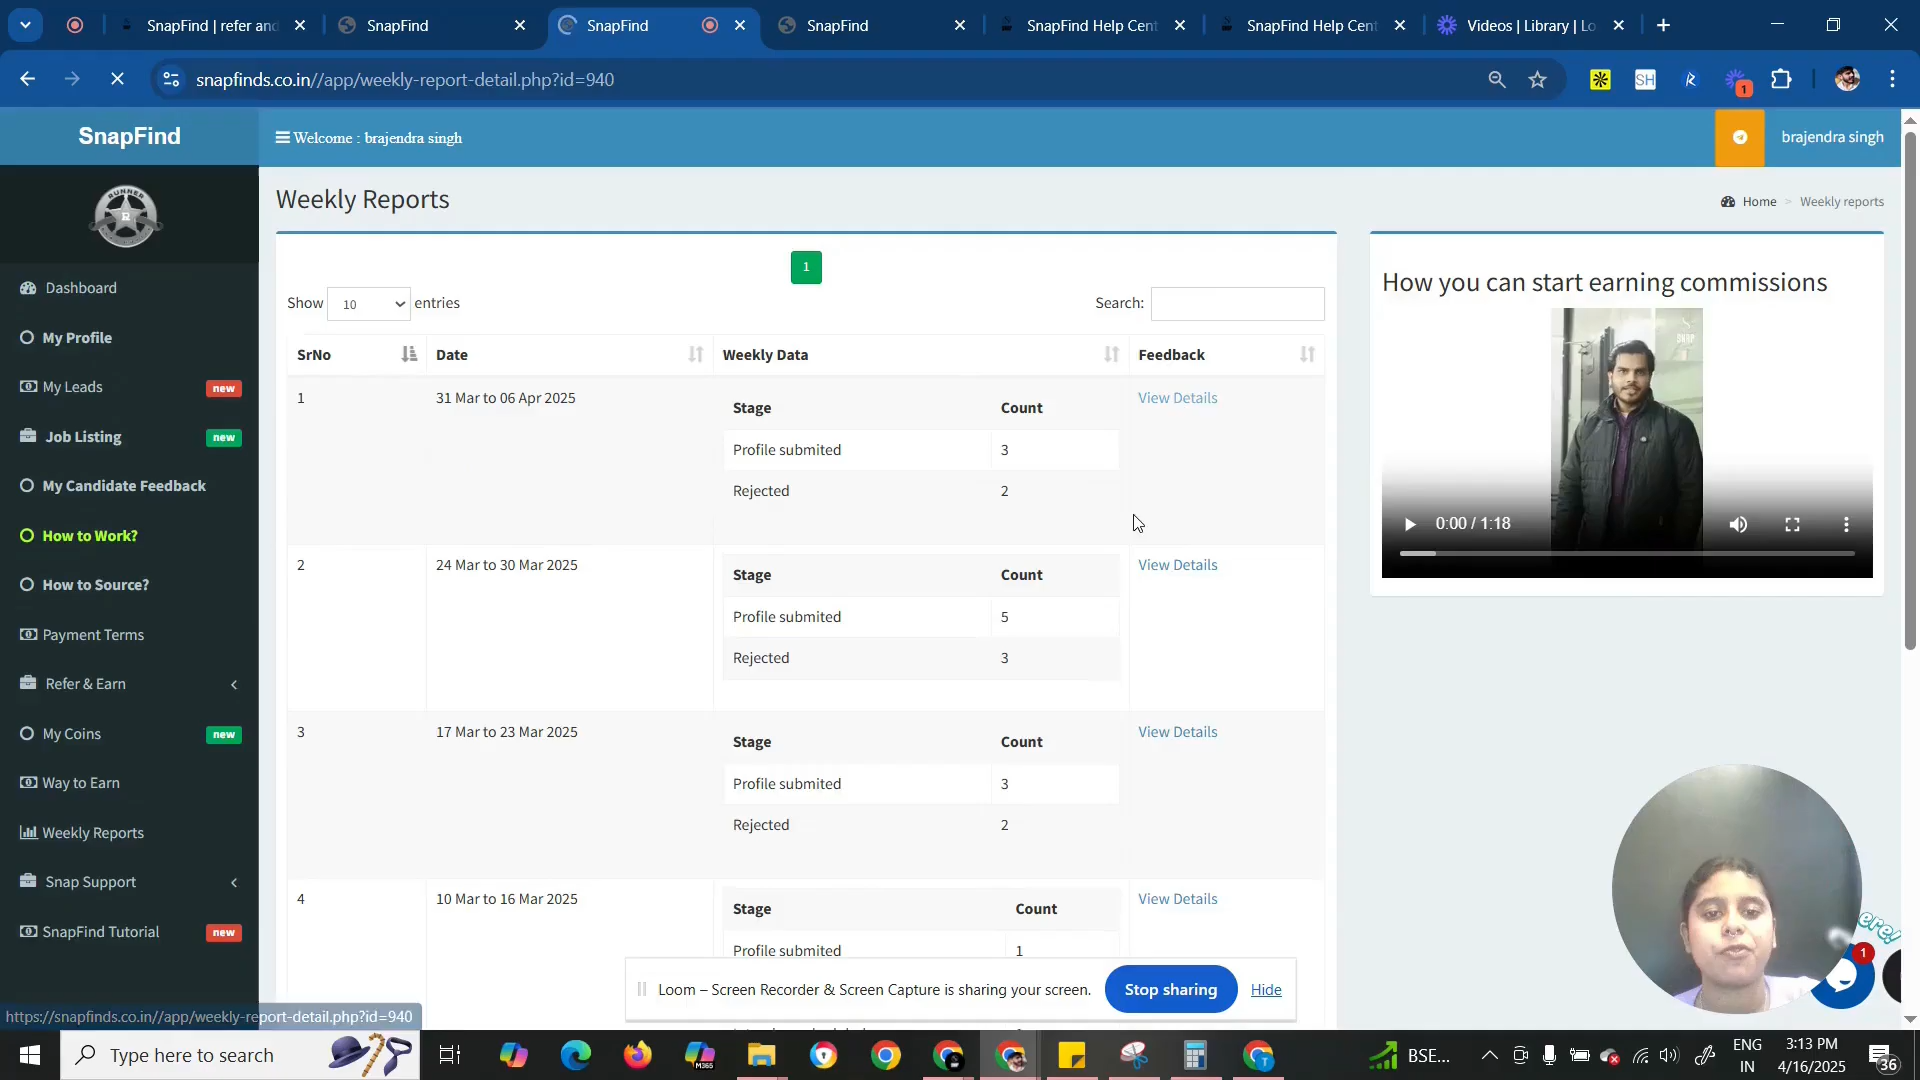 SnapFind | refer and
SnapFind
SnapFind
SnapFind
SnapFind Help Cent
SnapFind Help Cent
Videos | Library | Lo
snapfinds.co.in//app/weekly-report-detail.php?id=940
SH
1
SnapFind
Welcome : brajendra singh
brajendra singh
RUNNER
R
Weekly Reports
Home > Weekly reports
Dashboard
My Profile
My Leads new
Job Listing new
My Candidate Feedback
How to Work?
How to Source?
Payment Terms
Refer & Earn
My Coins new
Way to Earn
Weekly Reports
Snap Support
SnapFind Tutorial new
1
Show 10 entries
Search:
SrNo Date Weekly Data Feedback
1 31 Mar to 06 Apr 2025 View Details
Stage Count
Profile submited 3
Rejected 2
2 24 Mar to 30 Mar 2025 View Details
Stage Count
Profile submited 5
Rejected 3
3 17 Mar to 23 Mar 2025 View Details
Stage Count
Profile submited 3
Rejected 2
4 10 Mar to 16 Mar 2025 View Details
Stage Count
Profile submited 1
How you can start earning commissions
0:00 / 1:18
ere!
1
Loom – Screen Recorder & Screen Capture is sharing your screen.
Stop sharing
Hide
https://snapfinds.co.in//app/weekly-report-detail.php?id=940
Type here to search
M365
BSE...
ENG
IN
3:13 PM
4/16/2025
36